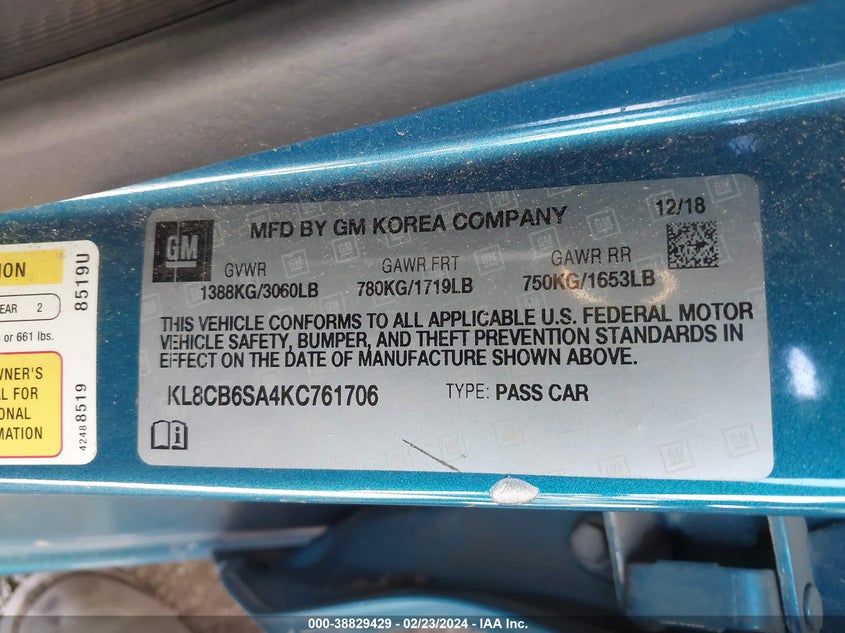 GM
MFD BY GM KOREA COMPANY
12/18
GVWR GAWR FRT GAWR RR
1388KG/3060LB 780KG/1719LB 750KG/1653LB
THIS VEHICLE CONFORMS TO ALL APPLICABLE U.S. FEDERAL MOTOR
VEHICLE SAFETY, BUMPER, AND THEFT PREVENTION STANDARDS IN
EFFECT ON THE DATE OF MANUFACTURE SHOWN ABOVE.
KL8CB6SA4KC761706 TYPE: PASS CAR
ION
EAR 2
or 661 lbs.
WNER'S
L FOR
ONAL
MATION
8519U
4248 8519
000-38829429 - 02/23/2024 - IAA Inc.